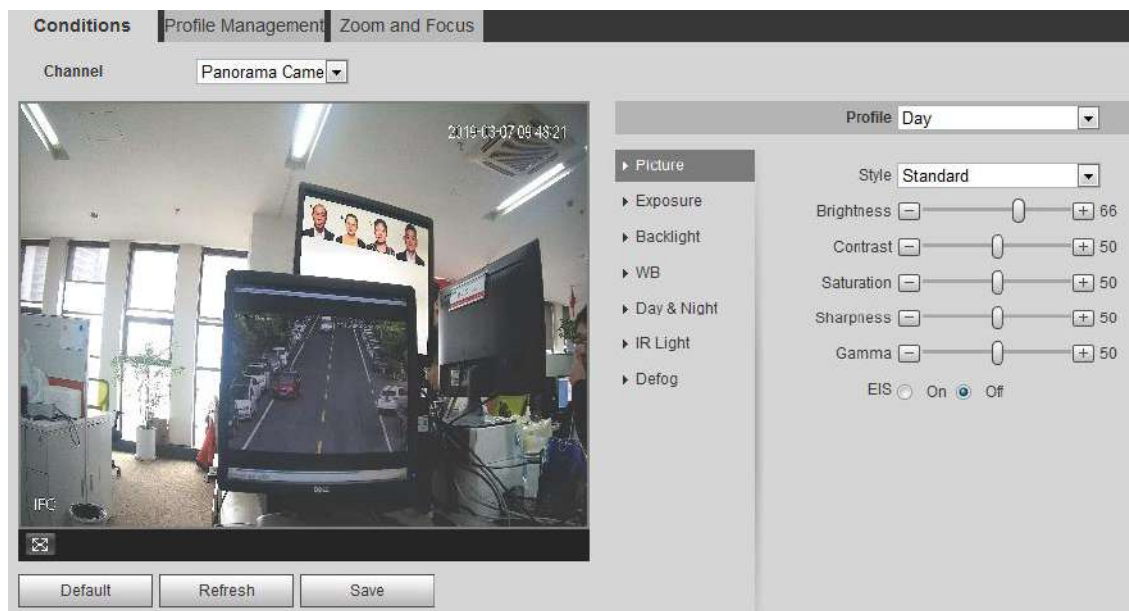 Conditions Profile Management Zoom and Focus
Channel Panorama Came
2019-03-07 09:48:21
IPC
Default Refresh Save
Profile Day
Picture
Exposure
Backlight
WB
Day & Night
IR Light
Defog
Style Standard
Brightness 66
Contrast 50
Saturation 50
Sharpness 50
Gamma 50
EIS On Off